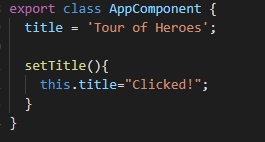 export class AppComponent {
  title = 'Tour of Heroes';

  setTitle(){
    this.title="Clicked!";
  }
}